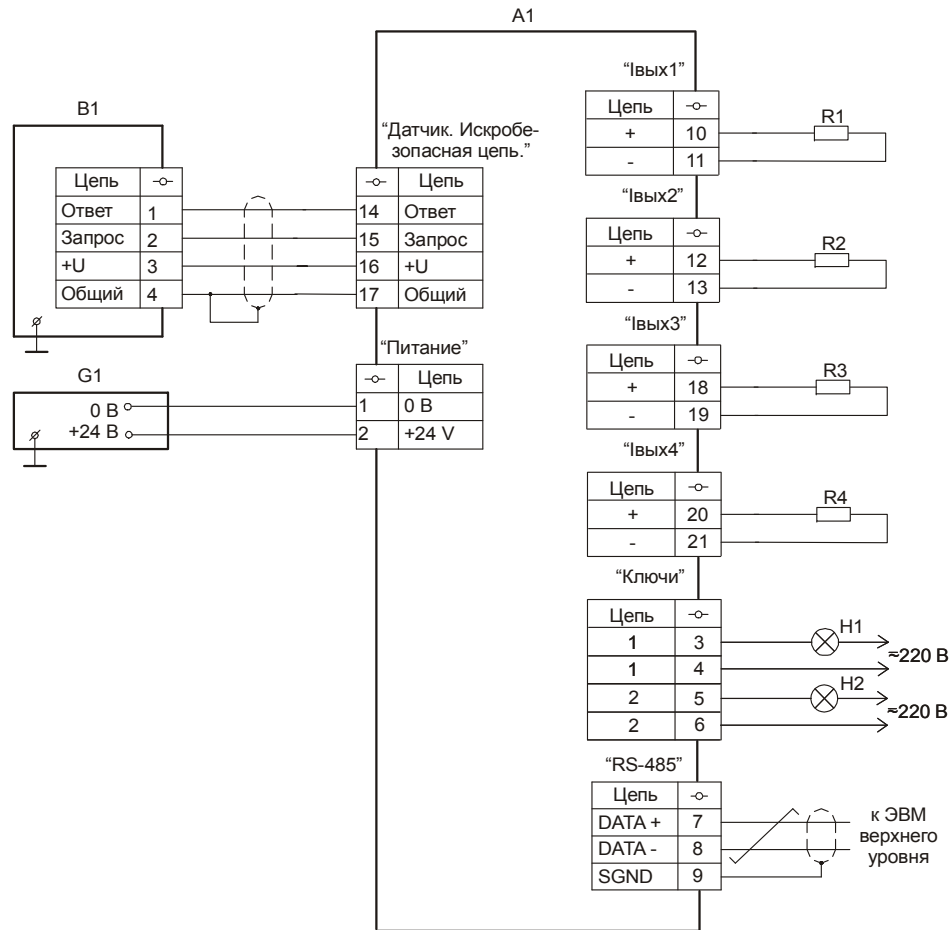 A1
B1
Цепь
Ответ 1
Запрос 2
+U 3
Общий 4
“Датчик. Искробе-
зопасная цепь.”
Цепь
14 Ответ
15 Запрос
16 +U
17 Общий
G1
0 В
+24 В
“Питание”
Цепь
1 0 В
2 +24 V
“Iвых1”
Цепь
+ 10
- 11
R1
“Iвых2”
Цепь
+ 12
- 13
R2
“Iвых3”
Цепь
+ 18
- 19
R3
“Iвых4”
Цепь
+ 20
- 21
R4
“Ключи”
Цепь
1 3
1 4
2 5
2 6
H1
≂220 В
H2
≂220 В
“RS-485”
Цепь
DATA + 7
DATA - 8
SGND 9
к ЭВМ
верхнего
уровня